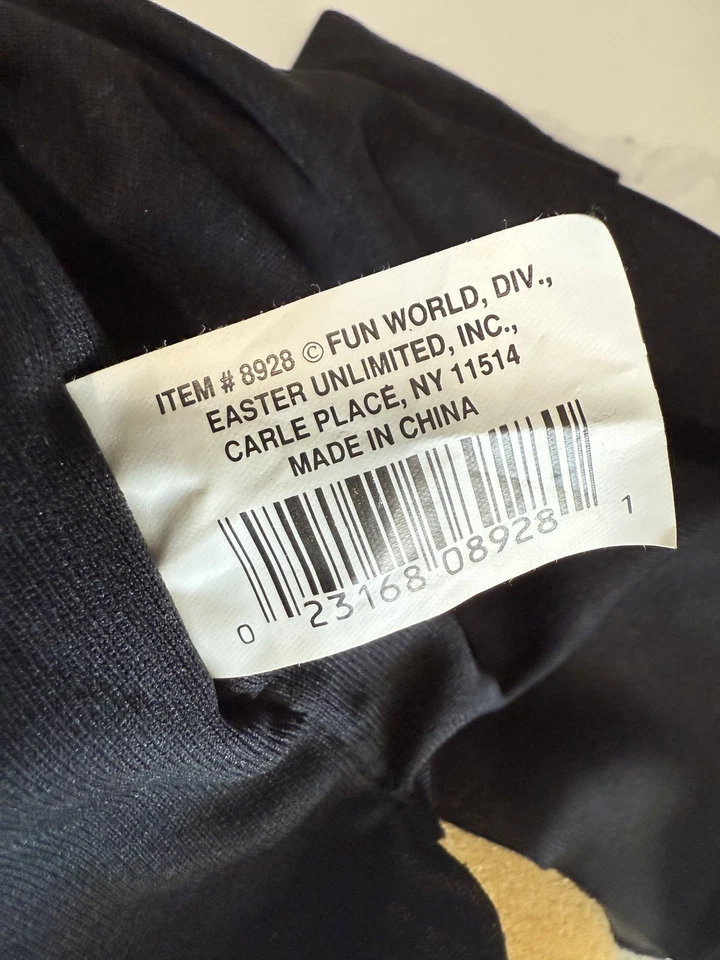 ITEM # 8928 © FUN WORLD, DIV.,
EASTER UNLIMITED, INC.,
CARLE PLACE, NY 11514
MADE IN CHINA
0 23168 08928 1